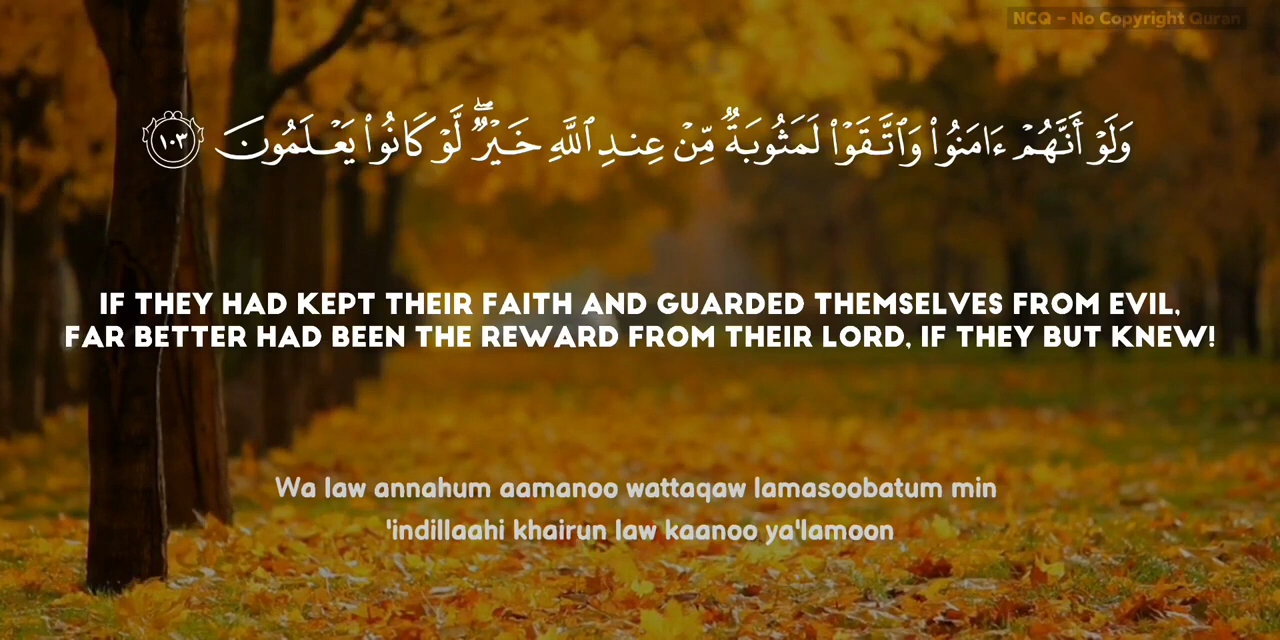 NCQ - No Copyright Quran
وَلَوْ أَنَّهُمْ ءَامَنُوا۟ وَٱتَّقَوْا۟ لَمَثُوبَةٌ مِّنْ عِندِ ٱللَّهِ خَيْرٌ ۖ لَّوْ كَانُوا۟ يَعْلَمُونَ ١٠٣
IF THEY HAD KEPT THEIR FAITH AND GUARDED THEMSELVES FROM EVIL,
FAR BETTER HAD BEEN THE REWARD FROM THEIR LORD, IF THEY BUT KNEW!
Wa law annahum aamanoo wattaqaw lamasoobatum min
'indillaahi khairun law kaanoo ya'lamoon